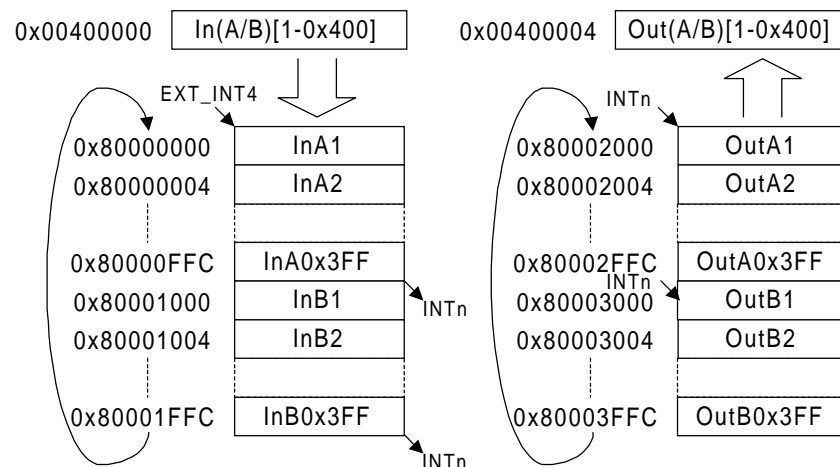 0x00400000 In(A/B)[1-0x400] 0x00400004 Out(A/B)[1-0x400]
EXT_INT4 INTn
0x80000000 InA1 0x80002000 OutA1
0x80000004 InA2 0x80002004 OutA2
0x80000FFC InA0x3FF 0x80002FFC OutA0x3FF
INTn
0x80001000 InB1 INTn 0x80003000 OutB1
0x80001004 InB2 0x80003004 OutB2
0x80001FFC InB0x3FF 0x80003FFC OutB0x3FF
INTn